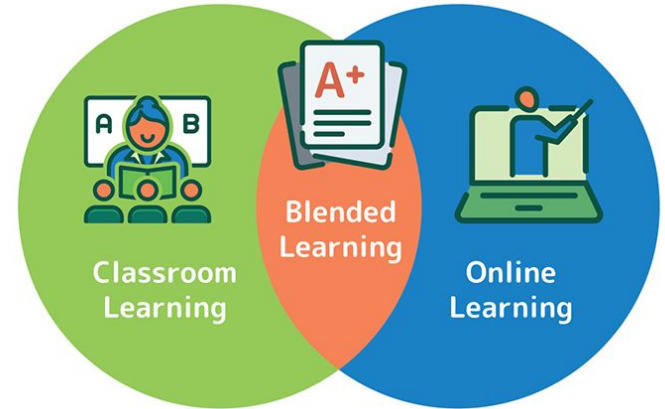 A B
A+
Blended
Learning
Classroom
Learning
Online
Learning